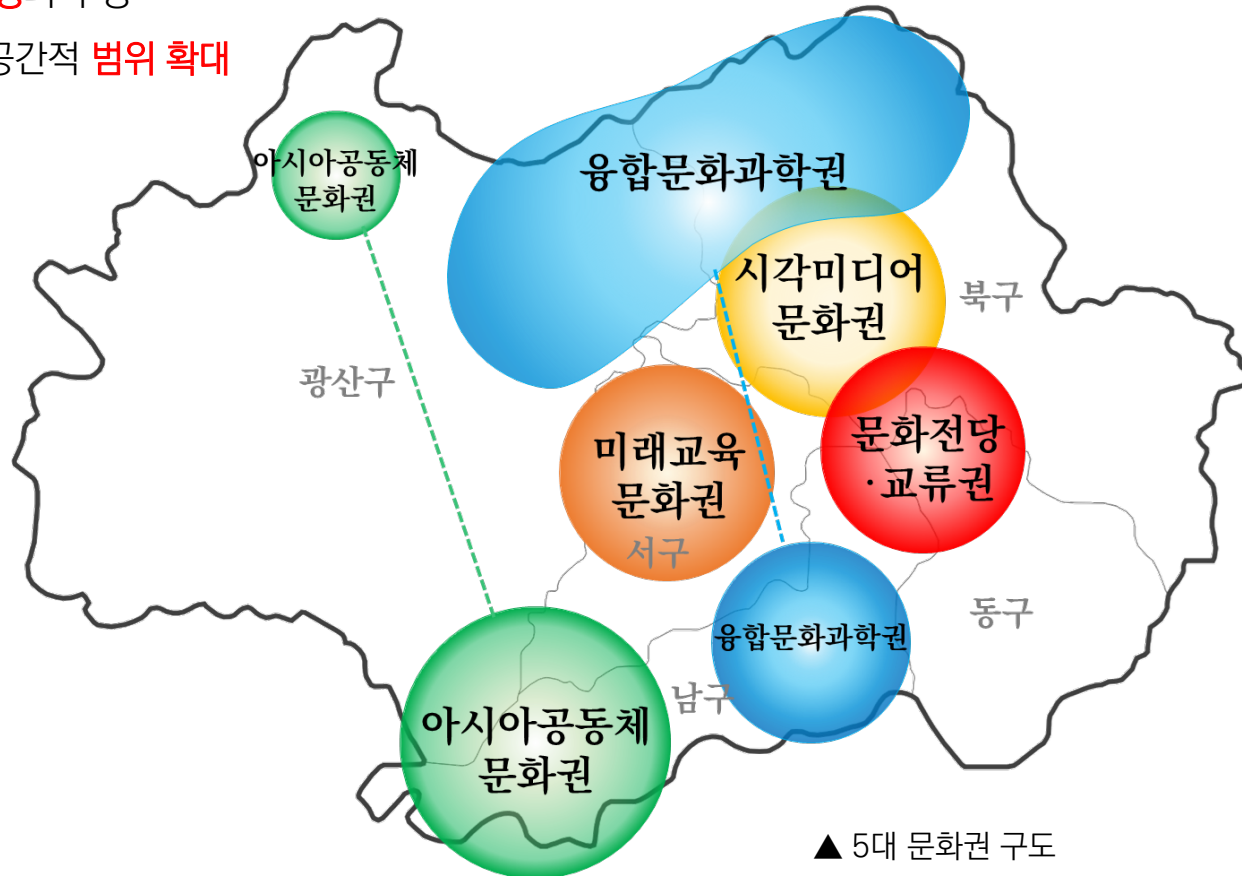 공간적 범위 확대
아시아공동체
문화권
융합문화과학권
시각미디어
문화권
북구
광산구
미래교육
문화권
서구
문화전당
·교류권
동구
융합문화과학권
남구
아시아공동체
문화권
▲ 5대 문화권 구도